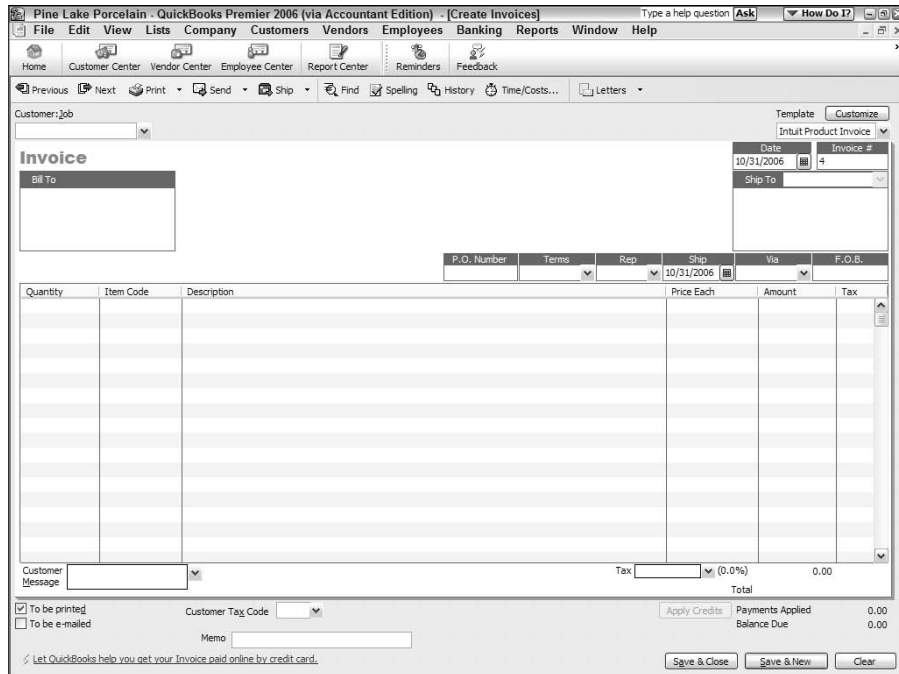 Pine Lake Porcelain - QuickBooks Premier 2006 (via Accountant Edition) - [Create Invoices] Type a help question Ask How Do I?
File Edit View Lists Company Customers Vendors Employees Banking Reports Window Help
Home Customer Center Vendor Center Employee Center Report Center Reminders Feedback
Previous Next Print Send Ship Find Spelling History Time/Costs... Letters
Customer:Job Template Customize
Intuit Product Invoice
Invoice Date Invoice #
10/31/2006 4
Bill To Ship To
P.O. Number Terms Rep Ship Via F.O.B.
10/31/2006
Quantity Item Code Description Price Each Amount Tax
Customer Message Tax (0.0%) 0.00
Total
To be printed Customer Tax Code Apply Credits Payments Applied 0.00
To be e-mailed Balance Due 0.00
Memo
Let QuickBooks help you get your Invoice paid online by credit card. Save & Close Save & New Clear